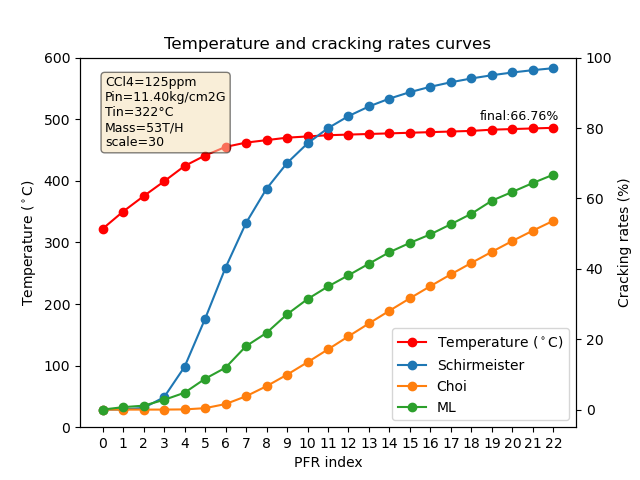 Temperature and cracking rates curves
CCl4=125ppm
Pin=11.40kg/cm2G
Tin=322°C
Mass=53T/H
scale=30
final:66.76%
Temperature (°C)
600
500
400
300
200
100
0
Cracking rates (%)
100
80
60
40
20
0
Temperature (°C)
Schirmeister
Choi
ML
0 1 2 3 4 5 6 7 8 9 10 11 12 13 14 15 16 17 18 19 20 21 22
PFR index